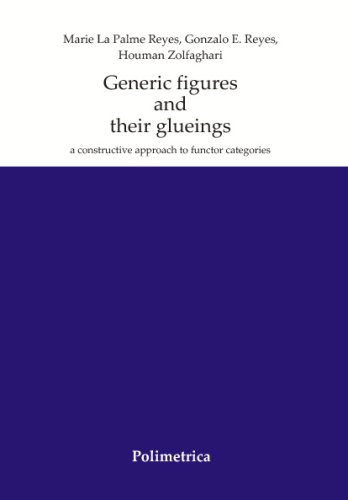 Marie La Palme Reyes, Gonzalo E. Reyes,
Houman Zolfaghari
Generic figures
and
their glueings
a constructive approach to functor categories
Polimetrica